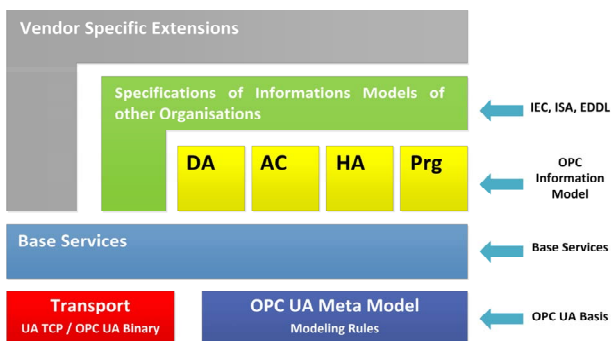 Vendor Specific Extensions
Specifications of Informations Models of
other Organisations
IEC, ISA, EDDL
DA
AC
HA
Prg
OPC
Information
Model
Base Services
Base Services
Transport
UA TCP / OPC UA Binary
OPC UA Meta Model
Modeling Rules
OPC UA Basis